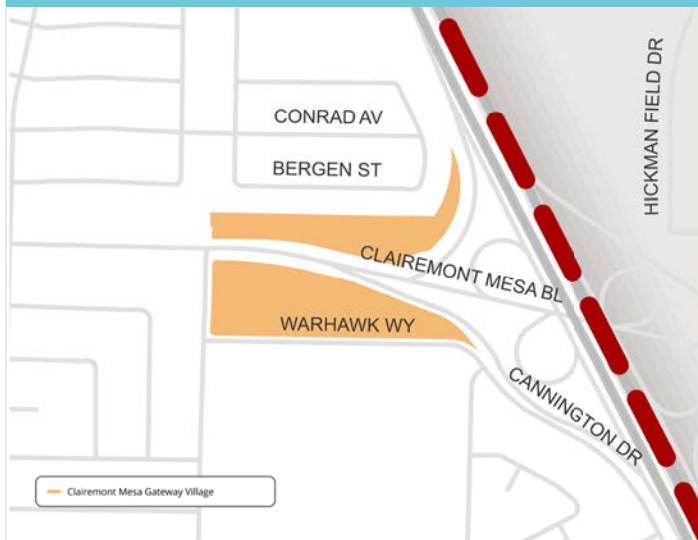 HICKMAN FIELD DR
CONRAD AV
BERGEN ST
CLAIREMONT MESA BL
WARHAWK WY
CANNINGTON DR
Clairemont Mesa Gateway Village